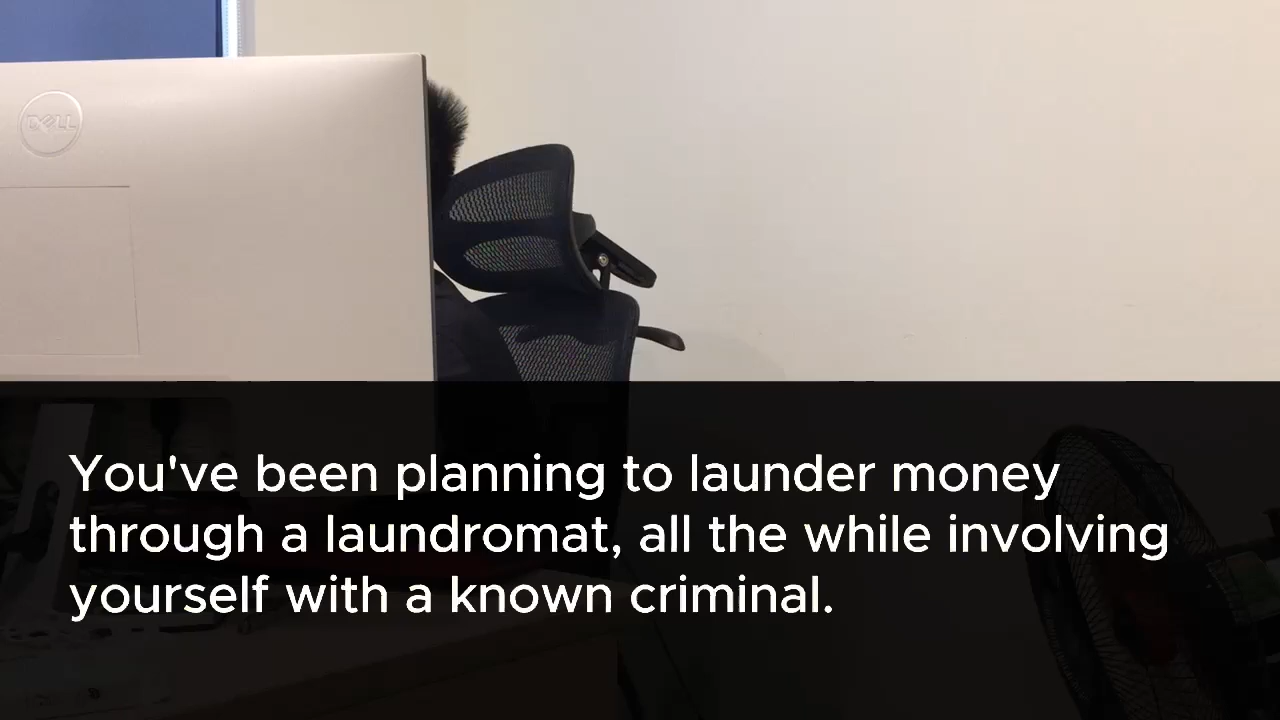 DELL
You've been planning to launder money
through a laundromat, all the while involving
yourself with a known criminal.